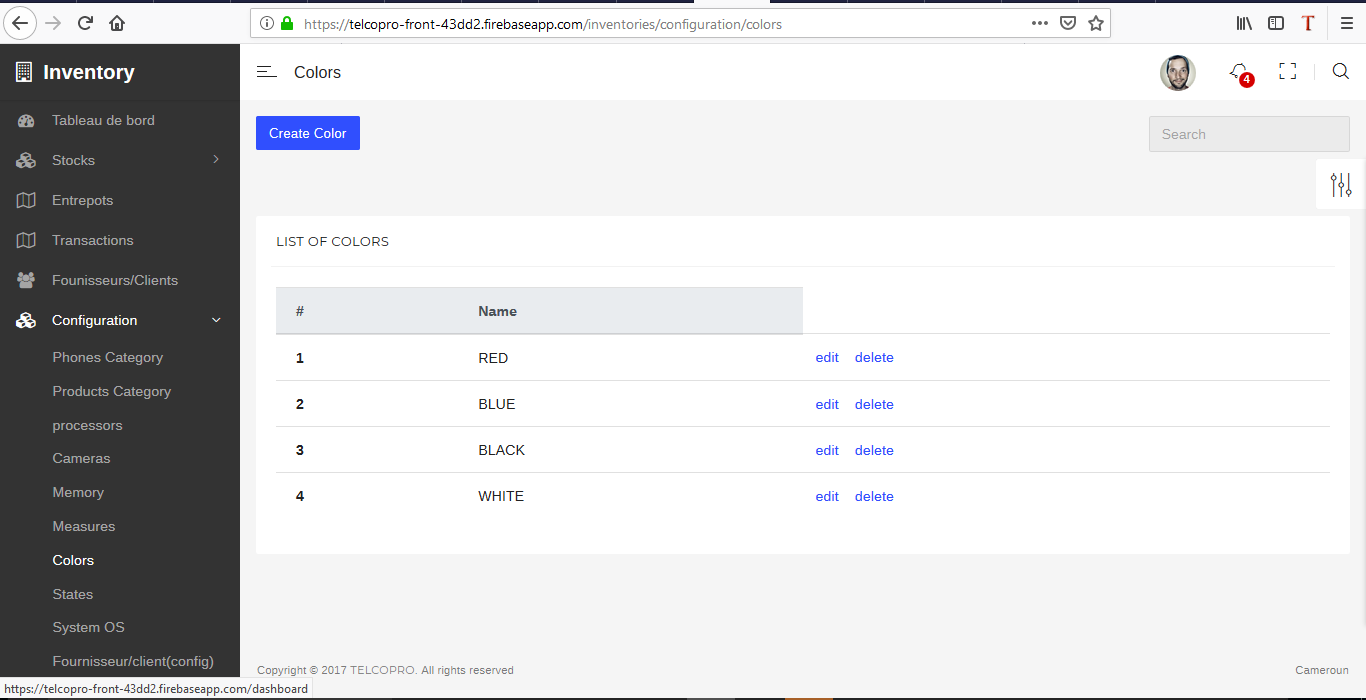 https://telcopro-front-43dd2.firebaseapp.com/inventories/configuration/colors
T
Inventory
Colors
4
Tableau de bord
Stocks
Entrepots
Transactions
Founisseurs/Clients
Configuration
Phones Category
Products Category
processors
Cameras
Memory
Measures
Colors
States
System OS
Fournisseur/client(config)
Create Color
Search
LIST OF COLORS
# Name
1 RED edit delete
2 BLUE edit delete
3 BLACK edit delete
4 WHITE edit delete
Copyright © 2017 TELCOPRO. All rights reserved
Cameroun
https://telcopro-front-43dd2.firebaseapp.com/dashboard